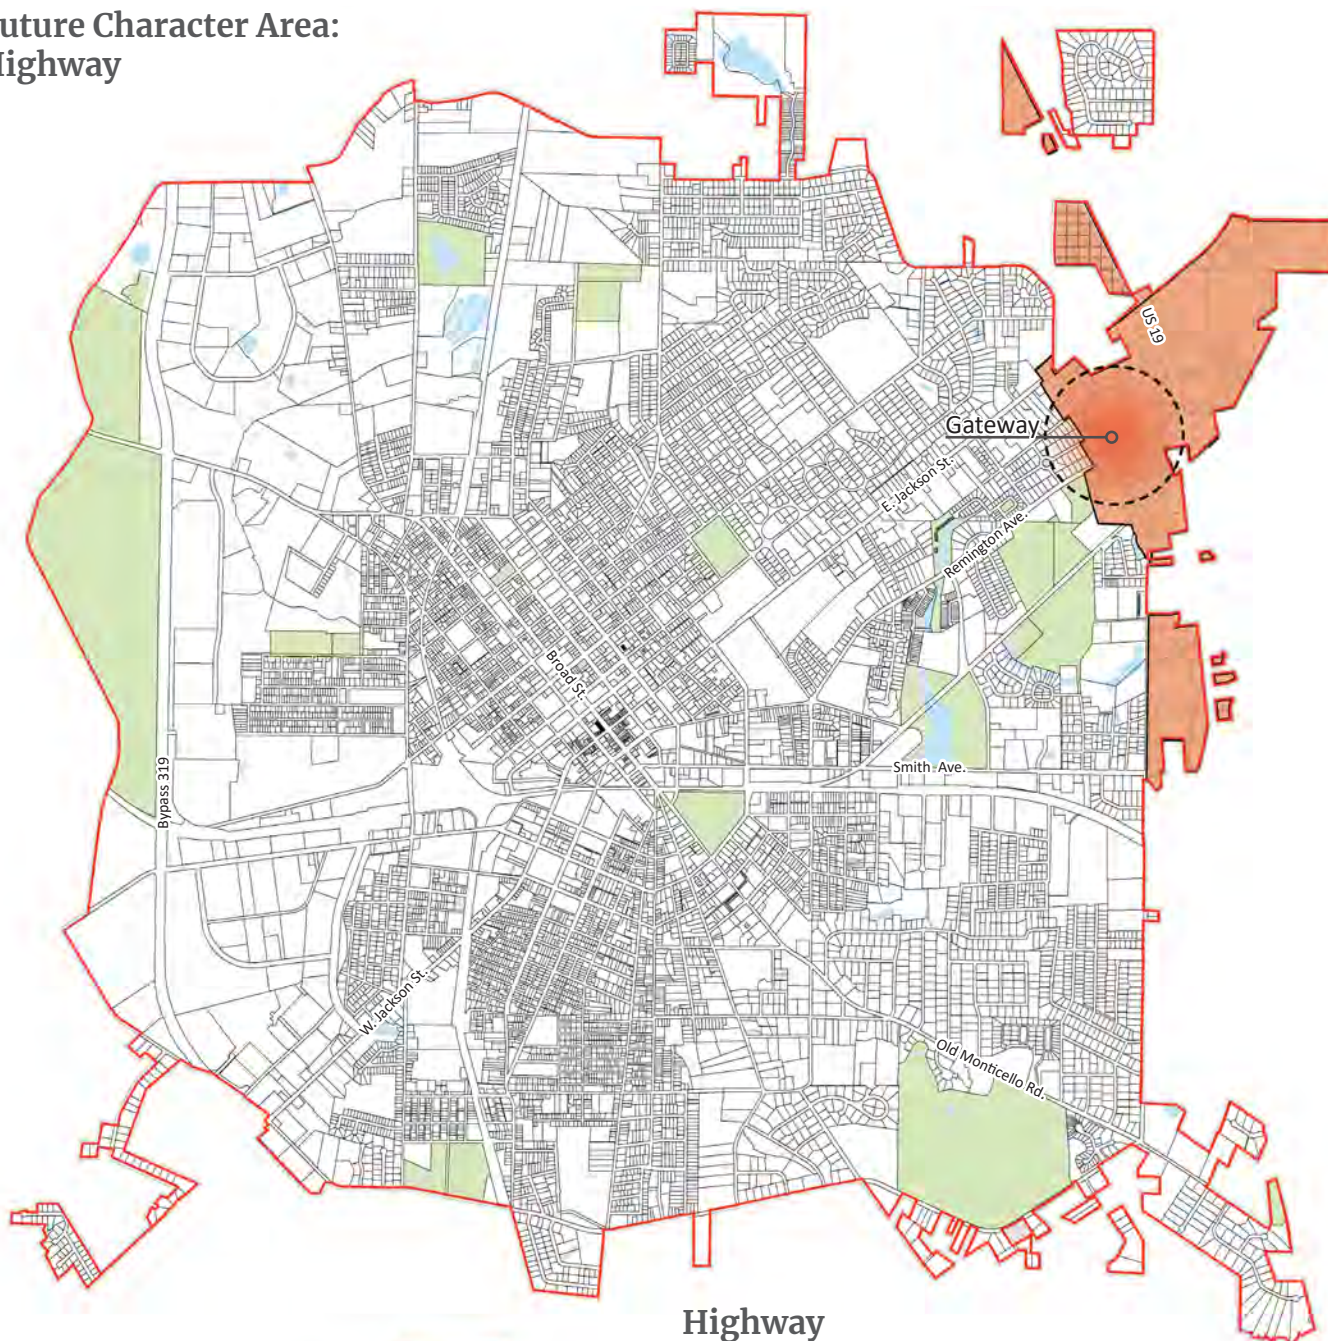 uture Character Area:
Highway
US 19
Gateway
E. Jackson St.
Remington Ave.
Broad St.
Smith Ave.
Bypass 319
W. Jackson St.
Old Monticello Rd.
Highway